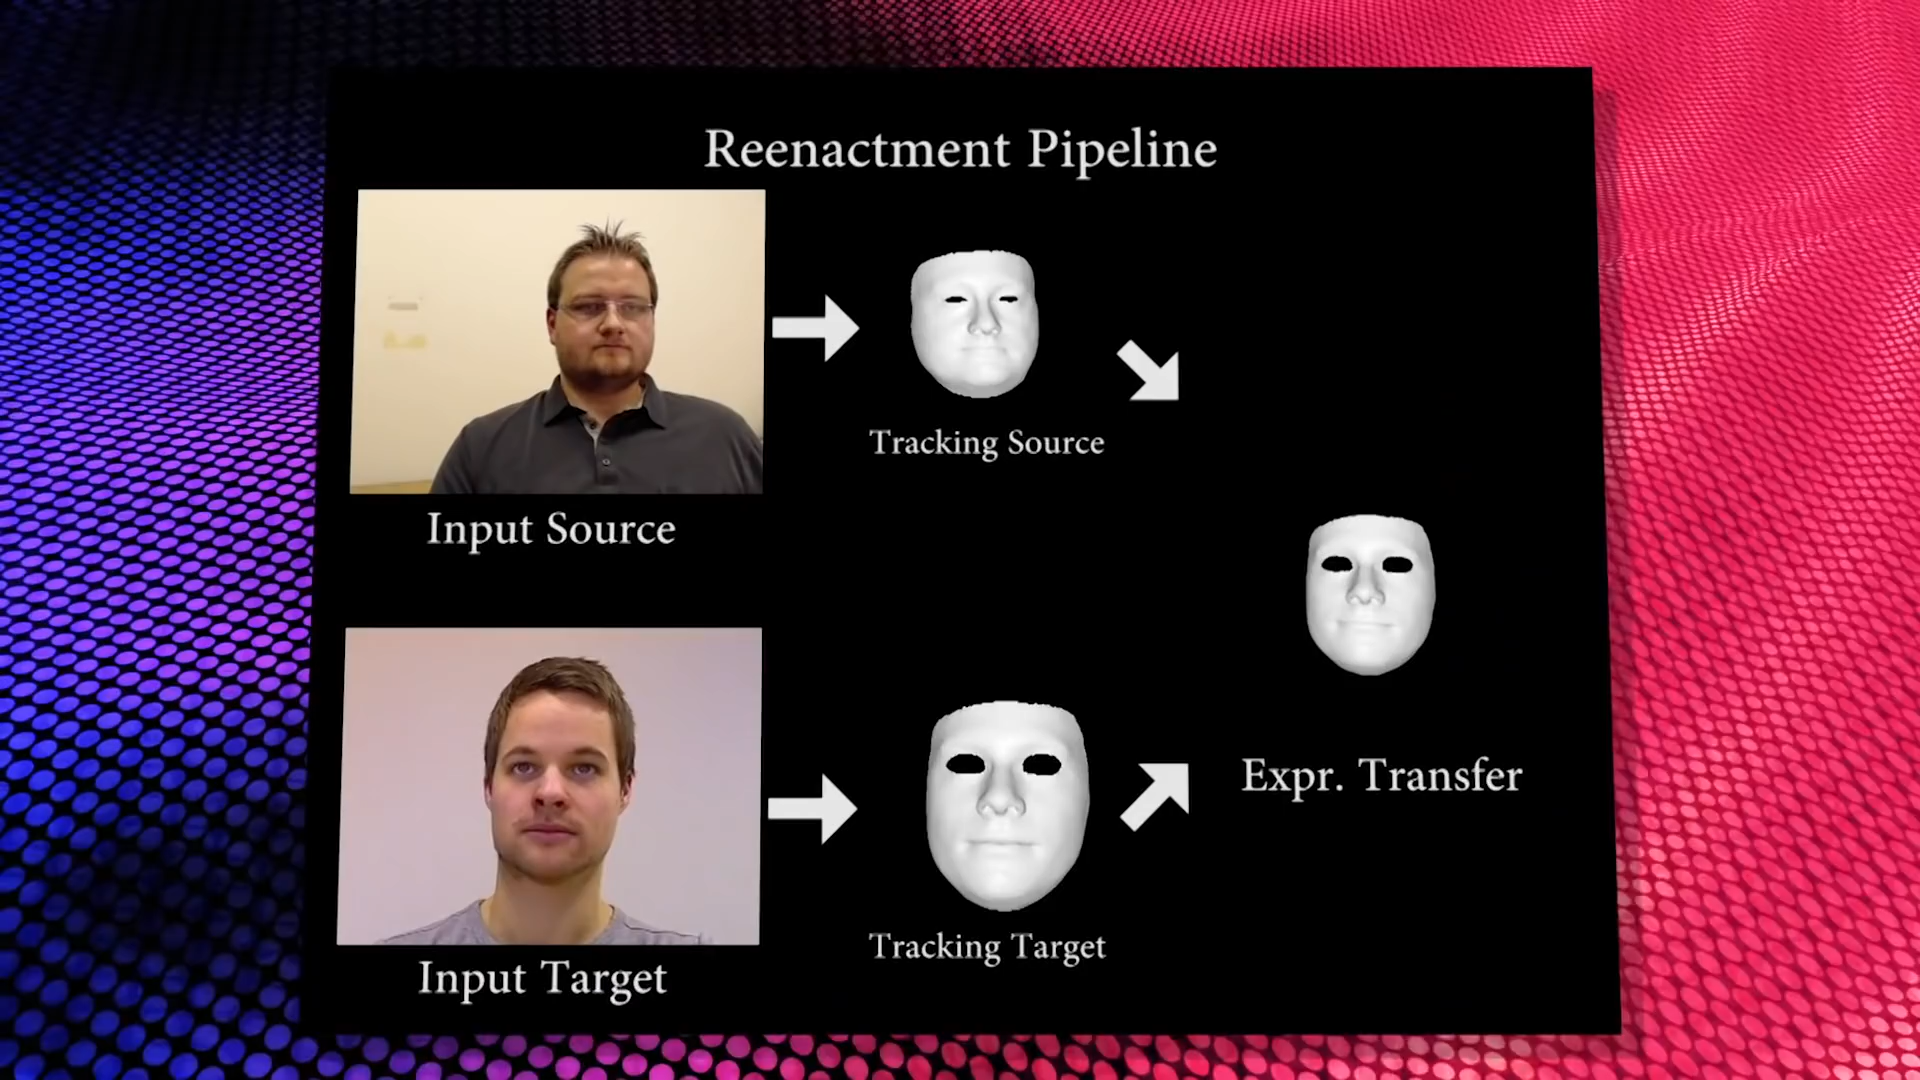 Reenactment Pipeline
Tracking Source
Input Source
Expr. Transfer
Tracking Target
Input Target